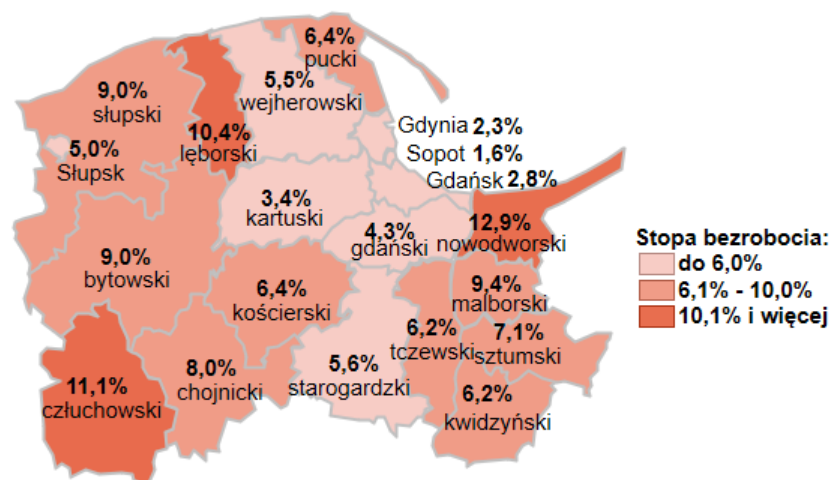 6,4%
pucki
5,5%
wejherowski
9,0%
słupski
10,4%
lęborski
5,0%
Słupsk
Gdynia 2,3%
Sopot 1,6%
Gdańsk 2,8%
3,4%
kartuski
4,3%
gdański
12,9%
nowodworski
9,0%
bytowski
6,4%
kościerski
9,4%
malborski
6,2%
tczewski
7,1%
sztumski
11,1%
człuchowski
8,0%
chojnicki
5,6%
starogardzki
6,2%
kwidzyński
Stopa bezrobocia:
do 6,0%
6,1% - 10,0%
10,1% i więcej